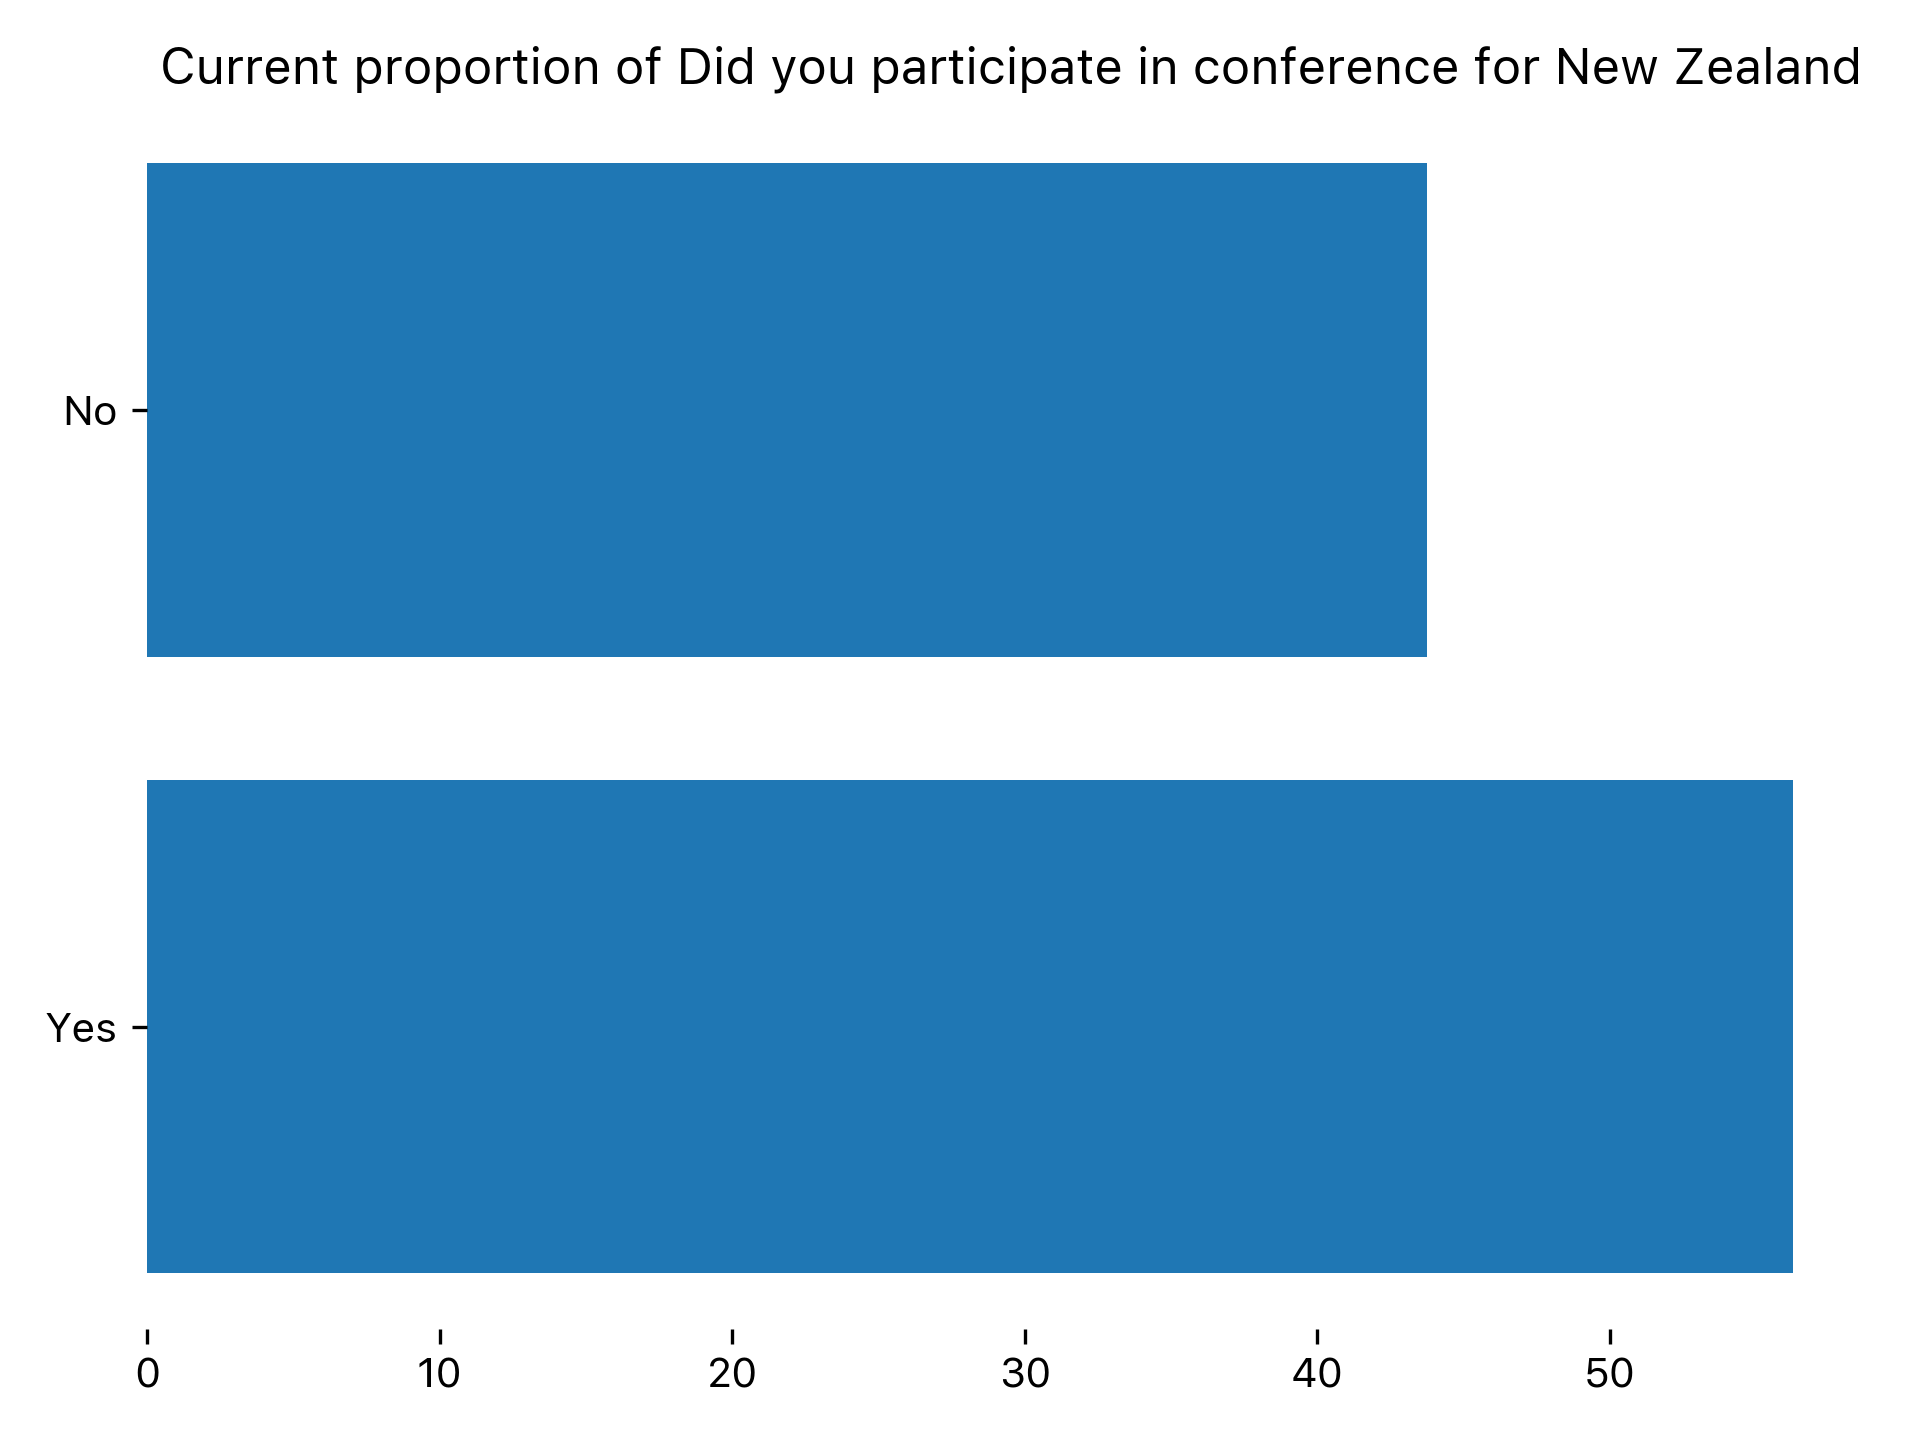 Current proportion of Did you participate in conference for New Zealand
No
Yes
0 10 20 30 40 50